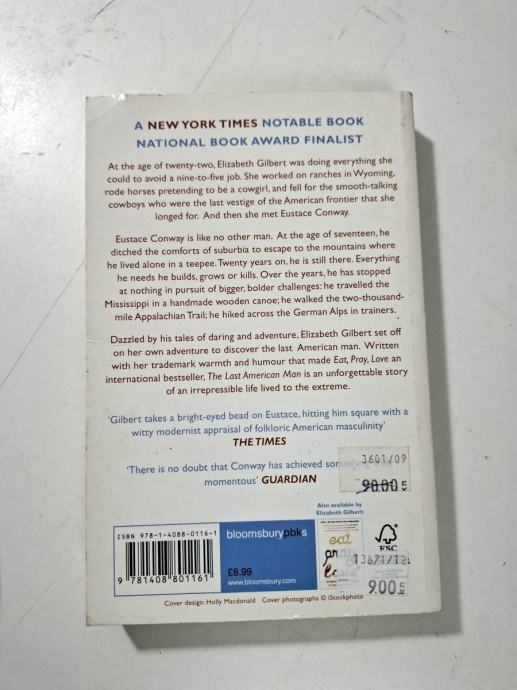 A NEW YORK TIMES NOTABLE BOOK
NATIONAL BOOK AWARD FINALIST
At the age of twenty-two, Elizabeth Gilbert was doing everything she
could to avoid a nine-to-five job. She worked on ranches in Wyoming,
rode horses pretending to be a cowgirl, and fell for the smooth-talking
cowboys who were the last vestige of the American frontier that she
longed for. And then she met Eustace Conway.
Eustace Conway is like no other man. At the age of seventeen, he
ditched the comforts of suburbia to escape to the mountains where
he lived alone in a teepee. Twenty years on, he is still there. Everything
he needs he builds, grows or kills. Over the years, he has stopped
at nothing in pursuit of bigger, bolder challenges: he travelled the
Mississippi in a handmade wooden canoe; he walked the two-thousand-
mile Appalachian Trail; he hiked across the German Alps in trainers.
Dazzled by his tales of daring and adventure, Elizabeth Gilbert set off
on her own adventure to discover the last American man. Written
with her trademark warmth and humour that made Eat, Pray, Love an
international bestseller, The Last American Man is an unforgettable story
of an irrepressible life lived to the extreme.
'Gilbert takes a bright-eyed bead on Eustace, hitting him square with a
witty modernist appraisal of folkloric American masculinity'
THE TIMES
'There is no doubt that Conway has achieved something
momentous' GUARDIAN
3601/09
90.00
Also available by
Elizabeth Gilbert:
ISBN 978-1-4088-0116-1
9 781408 801161
bloomsburypbks
£8.99
www.bloomsbury.com
eat
FSC
9.00 kn
Cover design: Holly Macdonald Cover photographs © iStockphoto